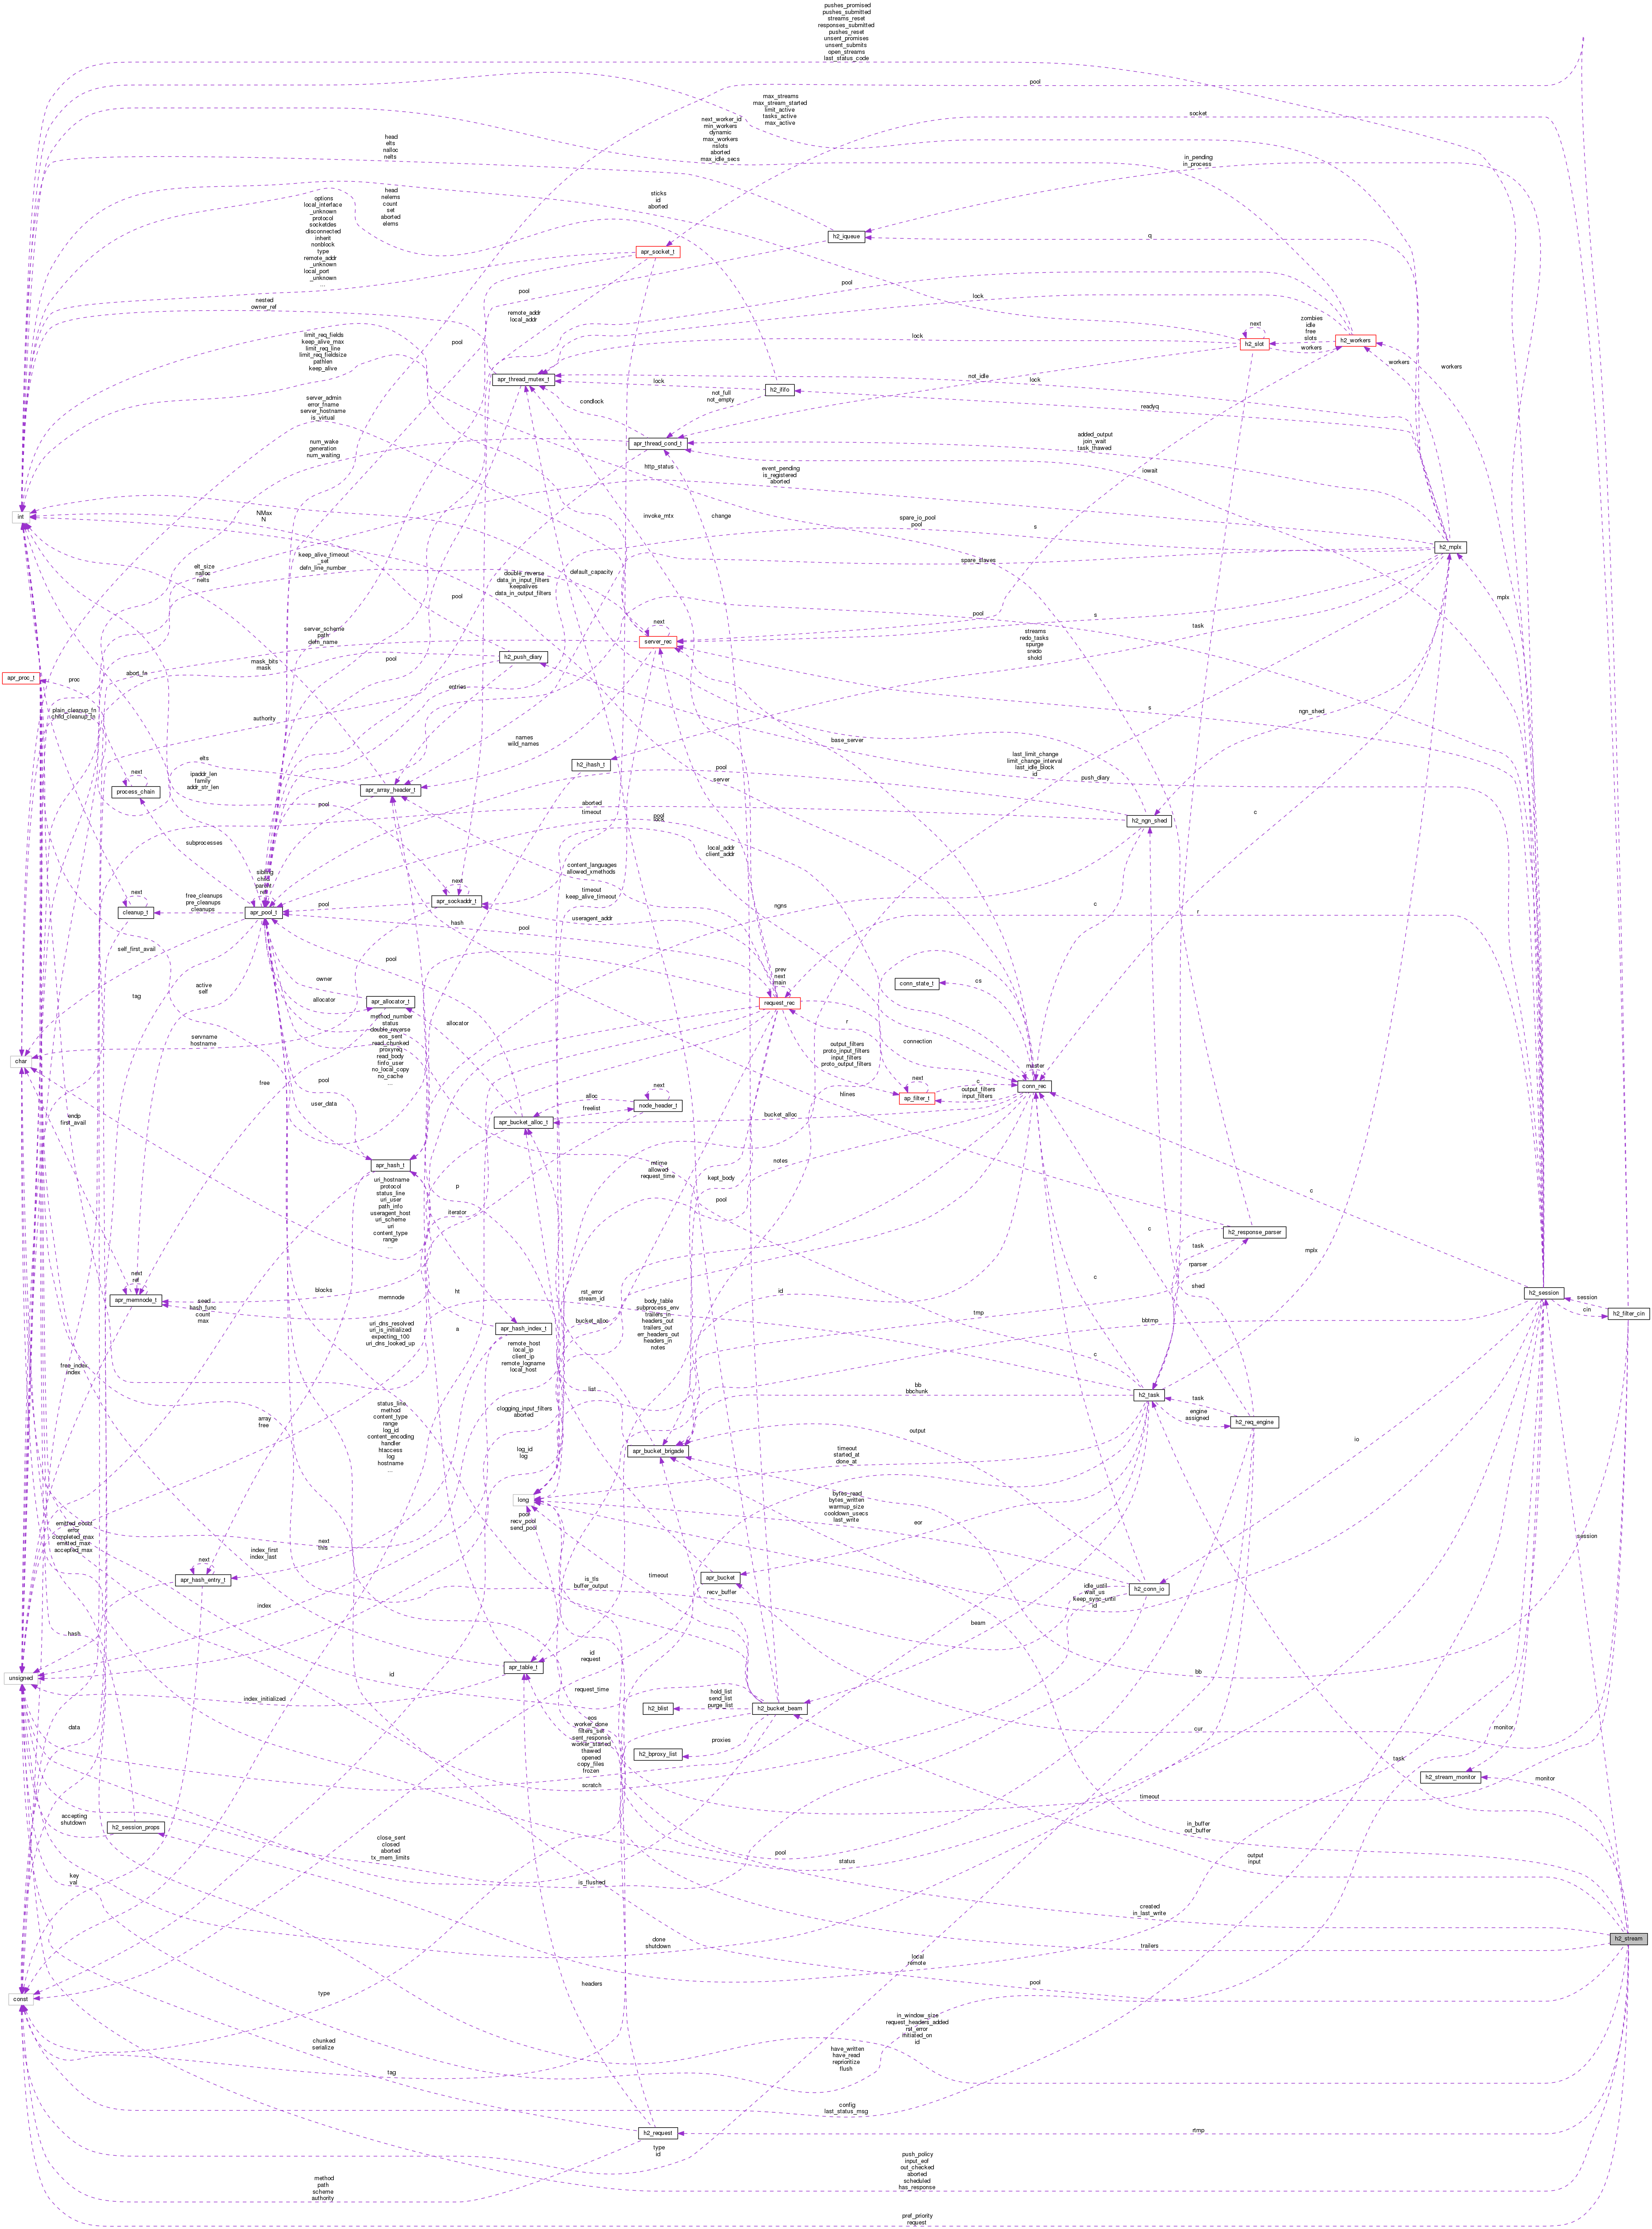 pushes_promised
pushes_submitted
streams_reset
responses_submitted
pushes_reset
unsent_promises
unsent_submits
open_streams
last_status_code
pool
max_streams
max_stream_started
limit_active
tasks_active
max_active
socket
next_worker_id
min_workers
dynamic
max_workers
nslots
aborted
max_idle_secs
head
elts
nalloc
nelts
in_pending
in_process
head
nelems
count
set
aborted
elems
sticks
id
aborted
options
local_interface
_unknown
protocol
socketdes
disconnected
inherit
nonblock
type
remote_addr
_unknown
local_port
_unknown
...
h2_iqueue
q
apr_socket_t
pool
nested
owner_ref
pool
lock
remote_addr
local_addr
zombies
idle
free
slots
workers
next
h2_slot
h2_workers
workers
workers
limit_req_fields
keep_alive_max
limit_req_line
limit_req_fieldsize
pathlen
keep_alive
pool
lock
apr_thread_mutex_t
lock
h2_fifo
not_idle
lock
not_full
not_empty
readyq
server_admin
error_fname
server_hostname
is_virtual
condlock
apr_thread_cond_t
added_output
join_wait
task_thawed
num_wake
generation
num_waiting
http_status
event_pending
is_registered
aborted
iowait
NMax
N
int
invoke_mtx
change
spare_io_pool
pool
s
h2_mplx
elt_size
nalloc
nelts
keep_alive_timeout
_sef
defn_line_number
double_reverse
data_in_input_filters
keepalives
data_in_output_filters
default_capacity
spare_slaves
pool
mplx
pool
s
task
server_scheme
path
defn_name
next
server_rec
streams
redo_tasks
spurge
sredo
shold
h2_push_diary
mask_bits
mask
pool
apr_proc_t
proc
abort_fn
entries
s
plain_cleanup_fn
child_cleanup_fn
authority
ngn_shed
names
wild_names
base_server
last_limit_change
limit_change_interval
last_idle_block
id
h2_ihash_t
elts
next
process_chain
ipaddr_len
family
addr_str_len
apr_array_header_t
server
pool
push_diary
pool
aborted
timeout
pool
lock
h2_ngn_shed
c
subprocesses
local_addr
client_addr
sibling
child
parent
ref
content_languages
allowed_xmethods
next
free_cleanups
pre_cleanups
cleanups
next
cleanup_t
apr_pool_t
pool
apr_sockaddr_t
timeout
keep_alive_timeout
ngns
c
r
hash
useragent_addr
pool
self_first_avail
pool
prev
next
main
conn_state_t
cs
tag
active
self
owner
apr_allocator_t
allocator
request_rec
method_number
status
double_reverse
eos_sent
read_chunked
proxyreq
read_body
finfo_user
no_local_copy
no_cache
...
allocator
r
output_filters
proto_input_filters
input_filters
proto_output_filters
connection
servname
hostname
char
master
conn_rec
free
pool
next
node_header_t
next
ap_filter_t
c
output_filters
input_filters
hlines
endp
first_avail
user_data
alloc
freelist
apr_bucket_alloc_t
bucket_alloc
apr_hash_t
mtime
allowed
request_time
kept_body
notes
uri_hostname
protocol
status_line
uri_user
path_info
useragent_host
uri_scheme
uri
content_type
range
...
p
iterator
pool
c
h2_response_parser
task
mplx
rparser
next
ref
apr_memnode_t
blocks
memnode
shed
h2_session
session
cin
h2_filter_cin
seed
hash_func
count
max
ht
rst_error
stream_id
id
c
c
tmp
bbtmp
uri_dns_resolved
uri_is_initialized
expecting_100
uri_dns_looked_up
a
apr_hash_index_t
bucket_alloc
body_table
subprocess_env
trailers_in
headers_out
trailers_out
err_headers_out
headers_in
notes
remote_host
local_ip
client_ip
remote_logname
local_host
free_index
index
list
bb
bbchunk
h2_task
task
engine
assigned
h2_req_engine
array
free
status_line
method
content_type
range
log_id
content_encoding
handler
htaccess
log
hostname
clogging_input_filters
aborted
output
log_id
log
apr_bucket_brigade
timeout
started_at
done_at
io
long
bytes_read
bytes_written
warmup_size
cooldown_usecs
last_write
emitted_count
error
completed_max
emitted_max
accepted_max
pool
recv_pool
send_pool
eor
session
next
this
index_first
index_last
next
apr_hash_entry_t
is_tls
buffer_output
timeout
apr_bucket
recv_buffer
h2_conn_io
idle_until
wait_us
keep_sync_until
id
index
beam
hash
id
request
id
apr_table_t
bb
unsigned
index_initialized
request_time
hold_list
send_list
purge_list
h2_blist
h2_bucket_beam
data
eos
worker_done
filters_set
sent_response
worker_started
thawed
opened
copy_files
frozen
proxies
h2_bproxy_list
cur
monitor
task
h2_stream_monitor
monitor
scratch
timeout
accepting
shutdown
h2_session_props
in_buffer
out_buffer
close_sent
closed
aborted
tx_mem_limits
pool
status
output
input
key
val
is_flushed
created
in_last_write
h2_stream
done
shutdown
local
remote
trailers
headers
pool
type
const
in_window_size
request_headers_added
rst_error
initiated_on
id
chunked
serialize
have_written
have_read
reprioritize
flush
tag
config
last_status_msg
h2_request
rtmp
type
id
push_policy
input_eof
out_checked
aborted
scheduled
has_response
method
path
scheme
authority
pref_priority
request